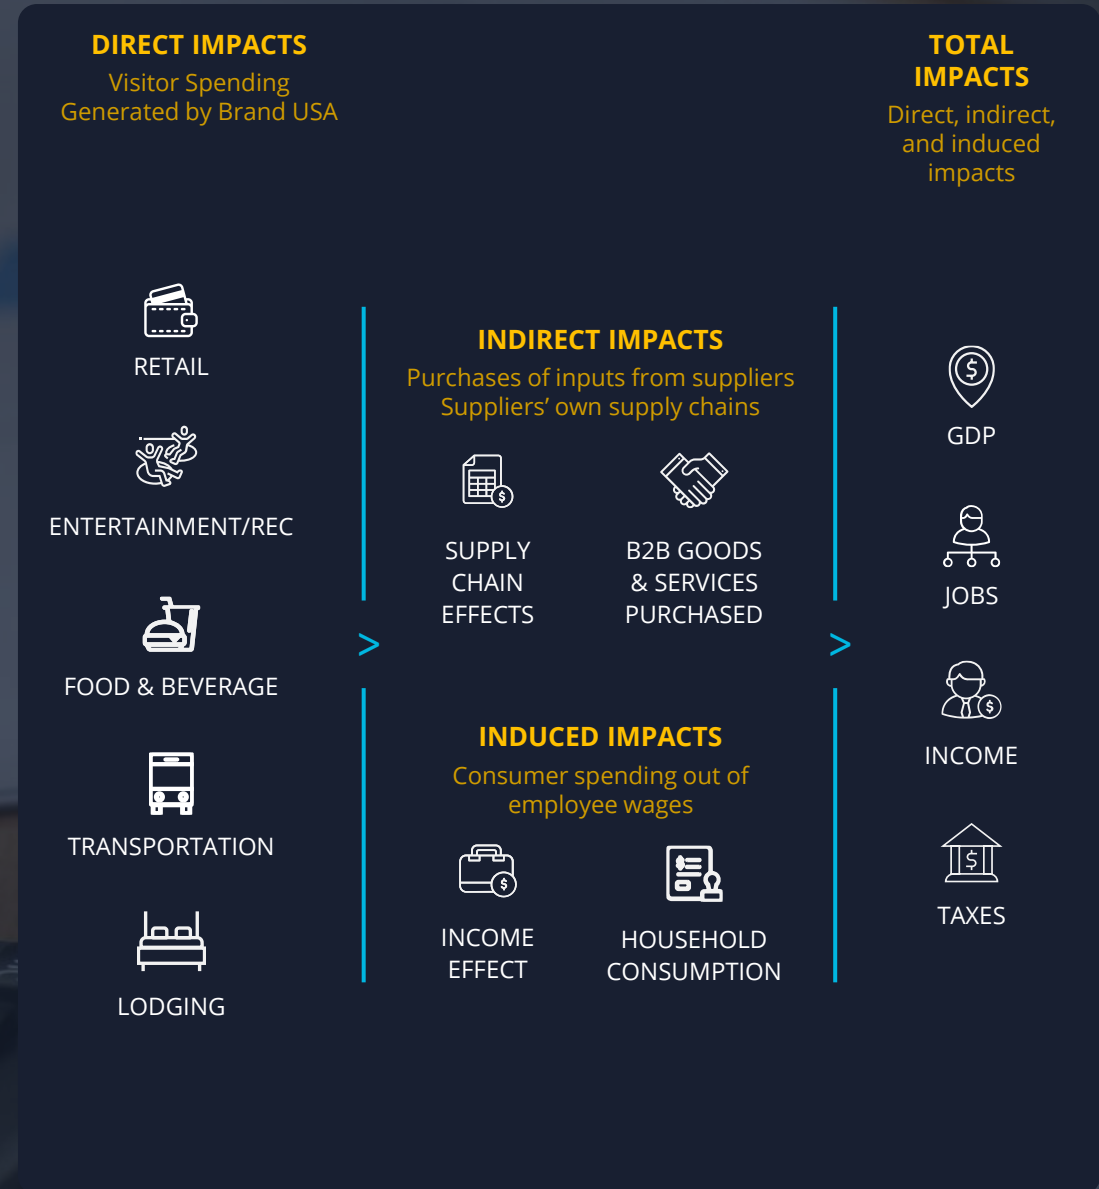 DIRECT IMPACTS
Visitor Spending
Generated by Brand USA
RETAIL
ENTERTAINMENT/REC
FOOD & BEVERAGE
TRANSPORTATION
LODGING
>
INDIRECT IMPACTS
Purchases of inputs from suppliers
Suppliers’ own supply chains
$
SUPPLY
CHAIN
EFFECTS
B2B GOODS
& SERVICES
PURCHASED
INDUCED IMPACTS
Consumer spending out of
employee wages
$
INCOME
EFFECT
$
HOUSEHOLD
CONSUMPTION
>
TOTAL
IMPACTS
Direct, indirect,
and induced
impacts
$
GDP
JOBS
$
INCOME
$
TAXES